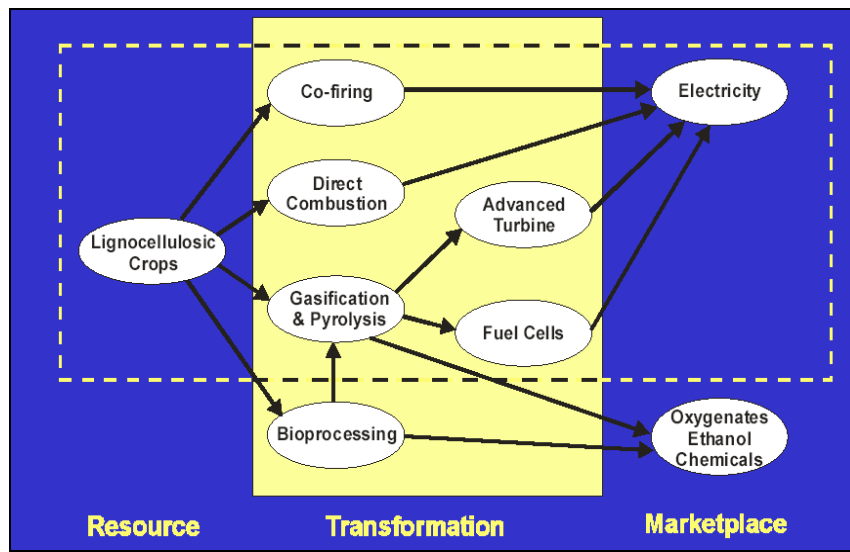 Co-firing
Electricity
Direct
Combustion
Advanced
Turbine
Lignocellulosic
Crops
Gasification
& Pyrolysis
Fuel Cells
Bioprocessing
Oxygenates
Ethanol
Chemicals
Resource
Transformation
Marketplace